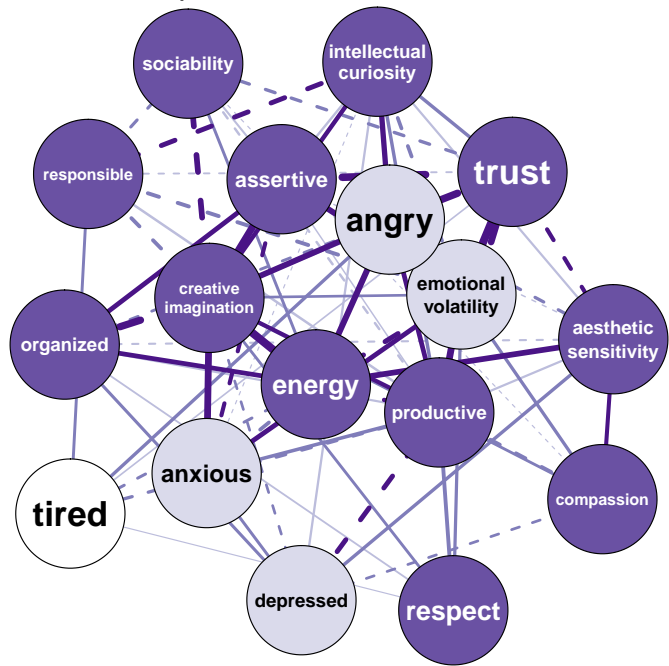 sociability
intellectual
curiosity
responsible
assertive
trust
angry
creative
imagination
emotional
volatility
organized
aesthetic
sensitivity
energy
productive
anxious
compassion
tired
depressed
respect